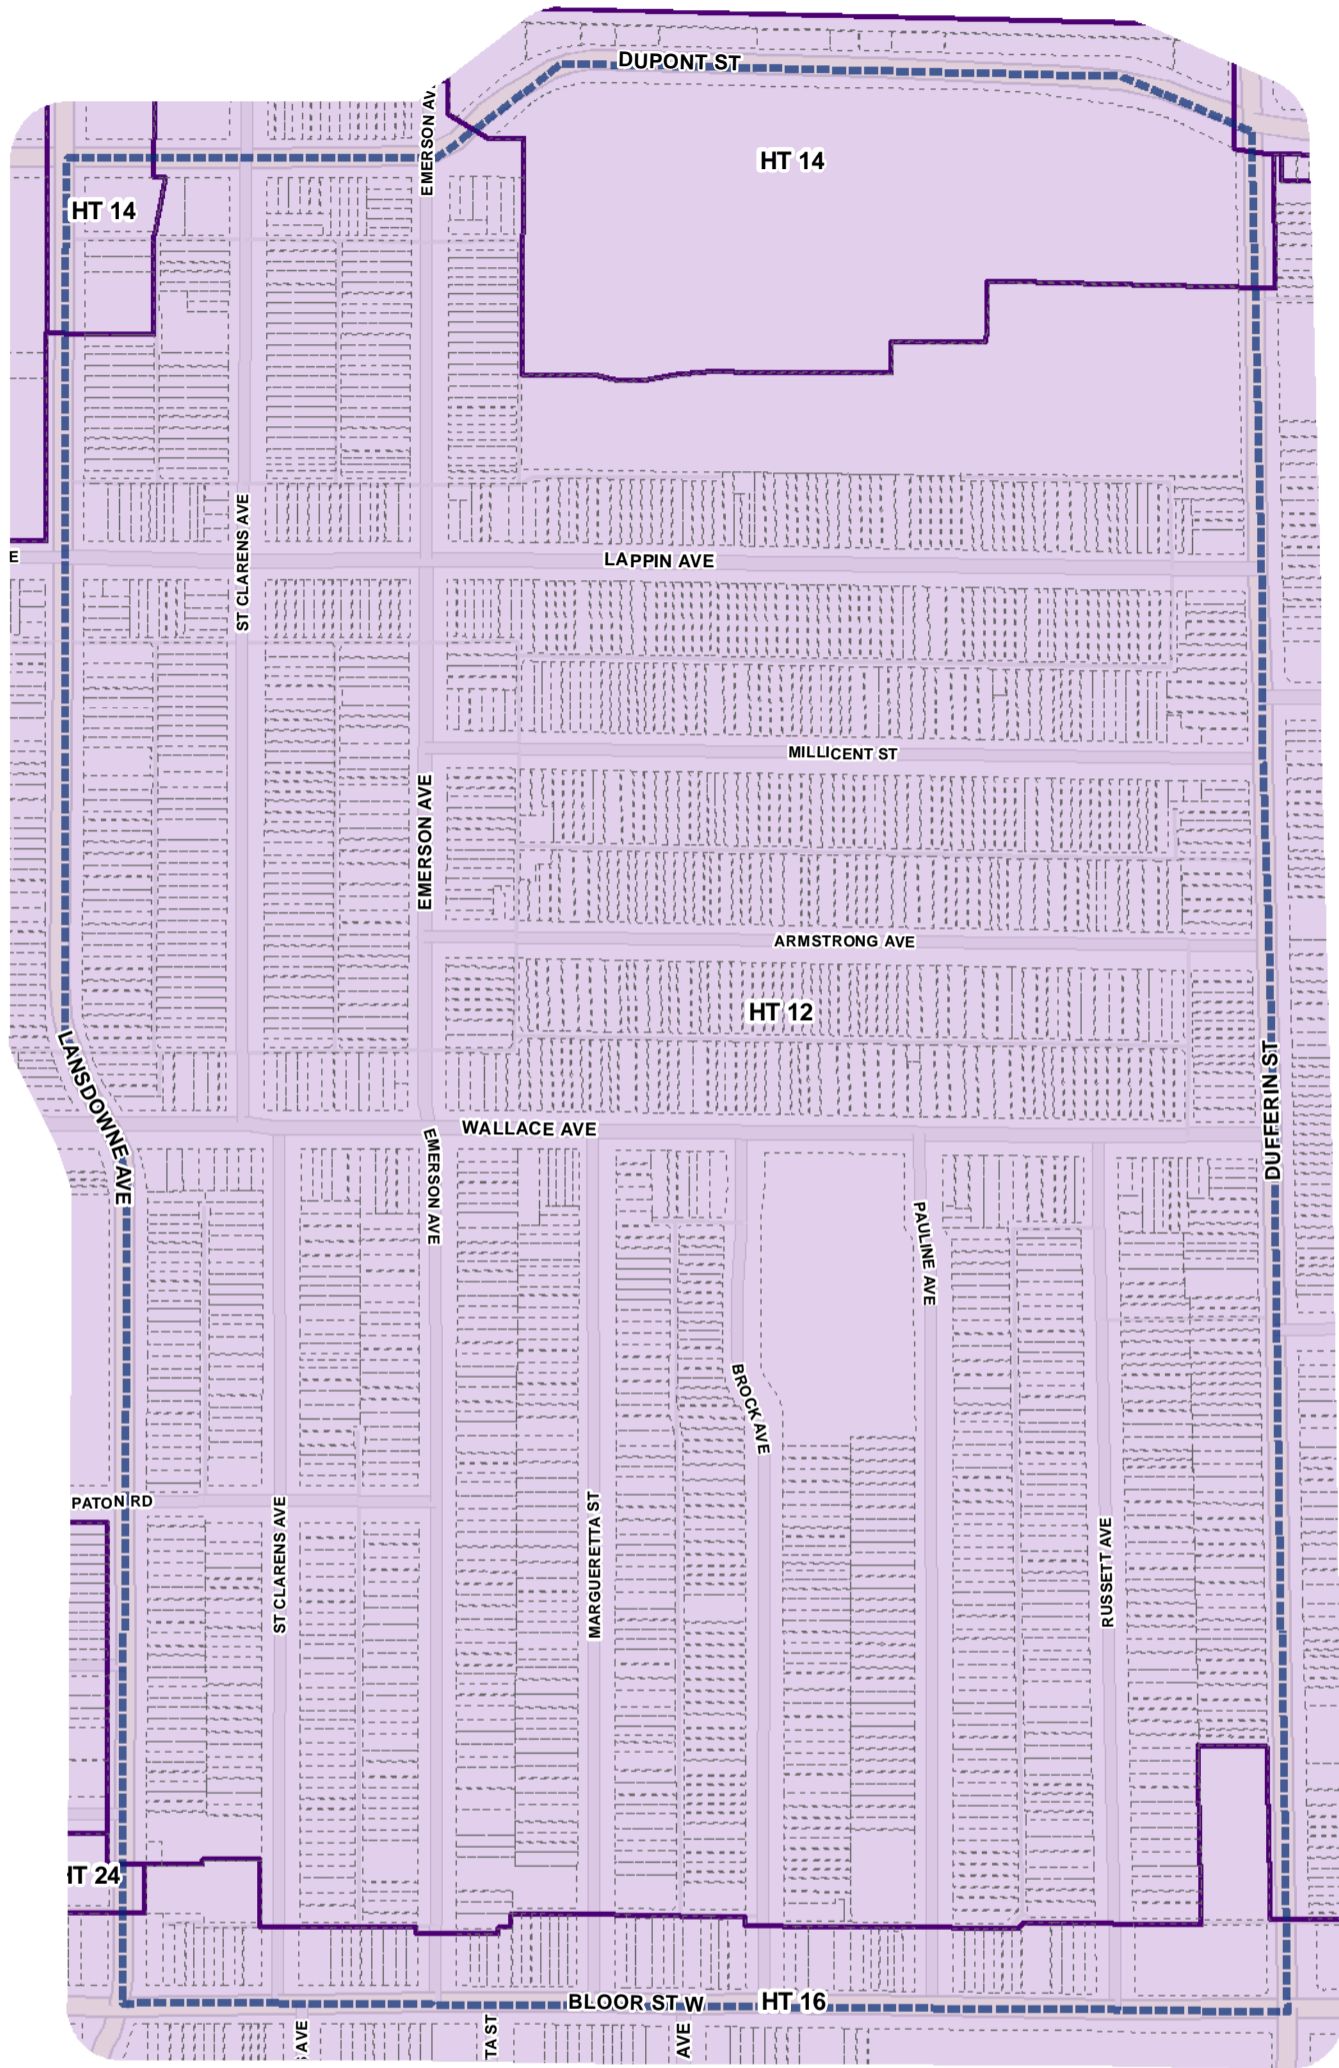 DUPONT ST
EMERSON AV
HT 14
HT 14
ST CLARENS AVE
E
LAPPIN AVE
MILLICENT ST
EMERSON AVE
ARMSTRONG AVE
HT 12
LANSDOWNE AVE
DUFFERIN ST
WALLACE AVE
EMERSON AVE
PAULINE AVE
BROCK AVE
PATON RD
ST CLARENS AVE
MARGUERETTA ST
RUSSETT AVE
HT 24
BLOOR ST W
HT 16
AVE
TA ST
AVE